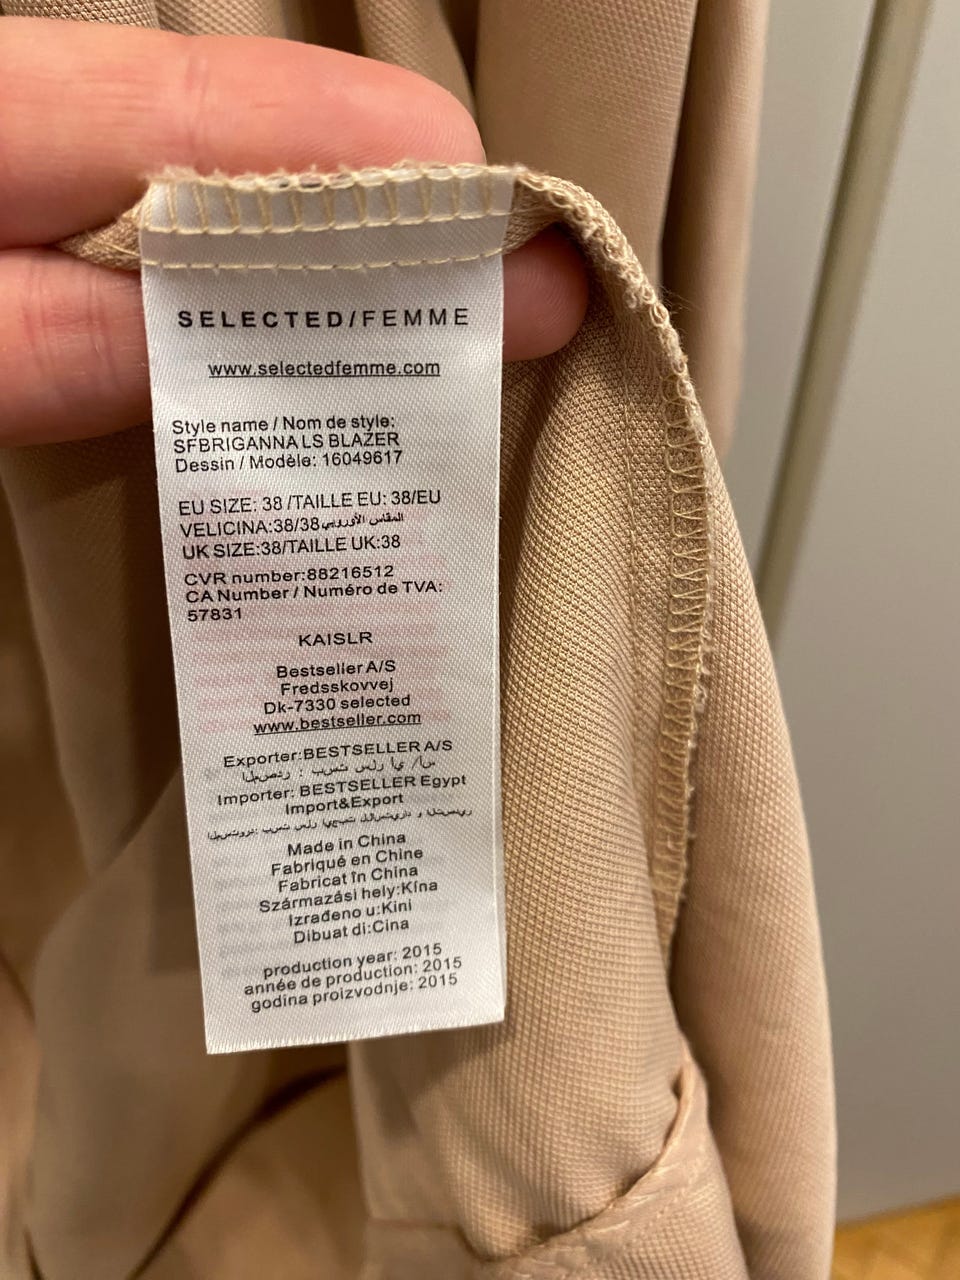 SELECTED/FEMME
www.selectedfemme.com
Style name / Nom de style:
SFBRIGANNA LS BLAZER
Dessin / Modèle: 16049617
EU SIZE: 38 /TAILLE EU: 38/EU
VELICINA:38/38المقاس الأوروبي
UK SIZE:38/TAILLE UK:38
CVR number:88216512
CA Number / Numéro de TVA:
57831
KAISLR
Bestseller A/S
Fredsskovvej
Dk-7330 selected
www.bestseller.com
Exporter:BESTSELLER A/S
Importer: BESTSELLER Egypt
Import&Export
Made in China
Fabriqué en Chine
Fabricat în China
Származási hely:Kína
Izrađeno u:Kini
Dibuat di:Cina
production year: 2015
année de production: 2015
godina proizvodnje: 2015